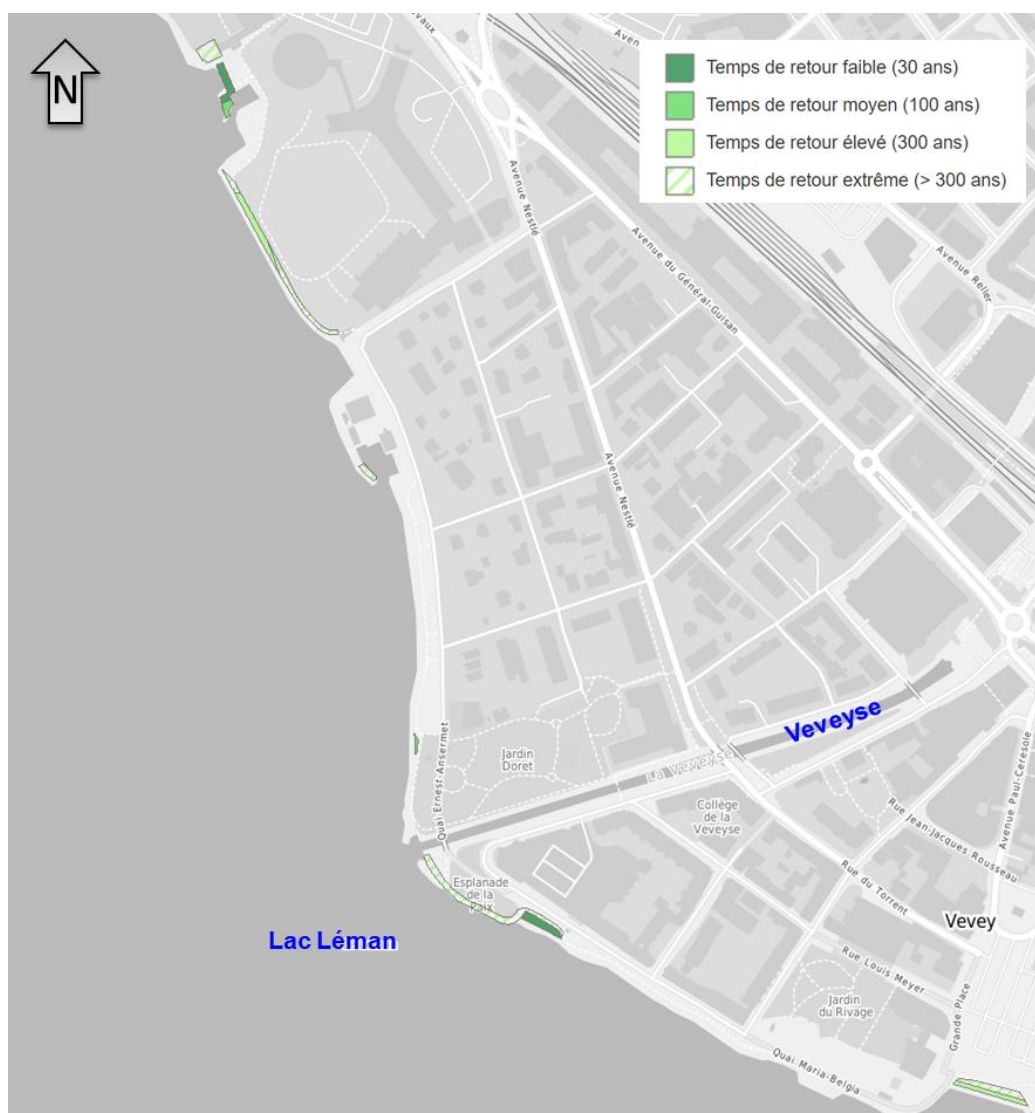 N
Temps de retour faible (30 ans)
Temps de retour moyen (100 ans)
Temps de retour élevé (300 ans)
Temps de retour extrême (> 300 ans)
Avenue Nestlé
Avenue du Général-Guisan
Avenue Reller
Avenue Nestlé
Veveyse
La Veveyse
Jardin
Doret
Quai Ernest-Ansermet
Collège
de la
Veveyse
Avenue Paul-Ceresole
Rue Jean-Jacques Rousseau
Rue du Torrent
Esplanade
de la
Paix
Lac Léman
Vevey
Rue Louis Meyer
Jardin
du Rivage
Grande Place
Quai Maria-Belgia